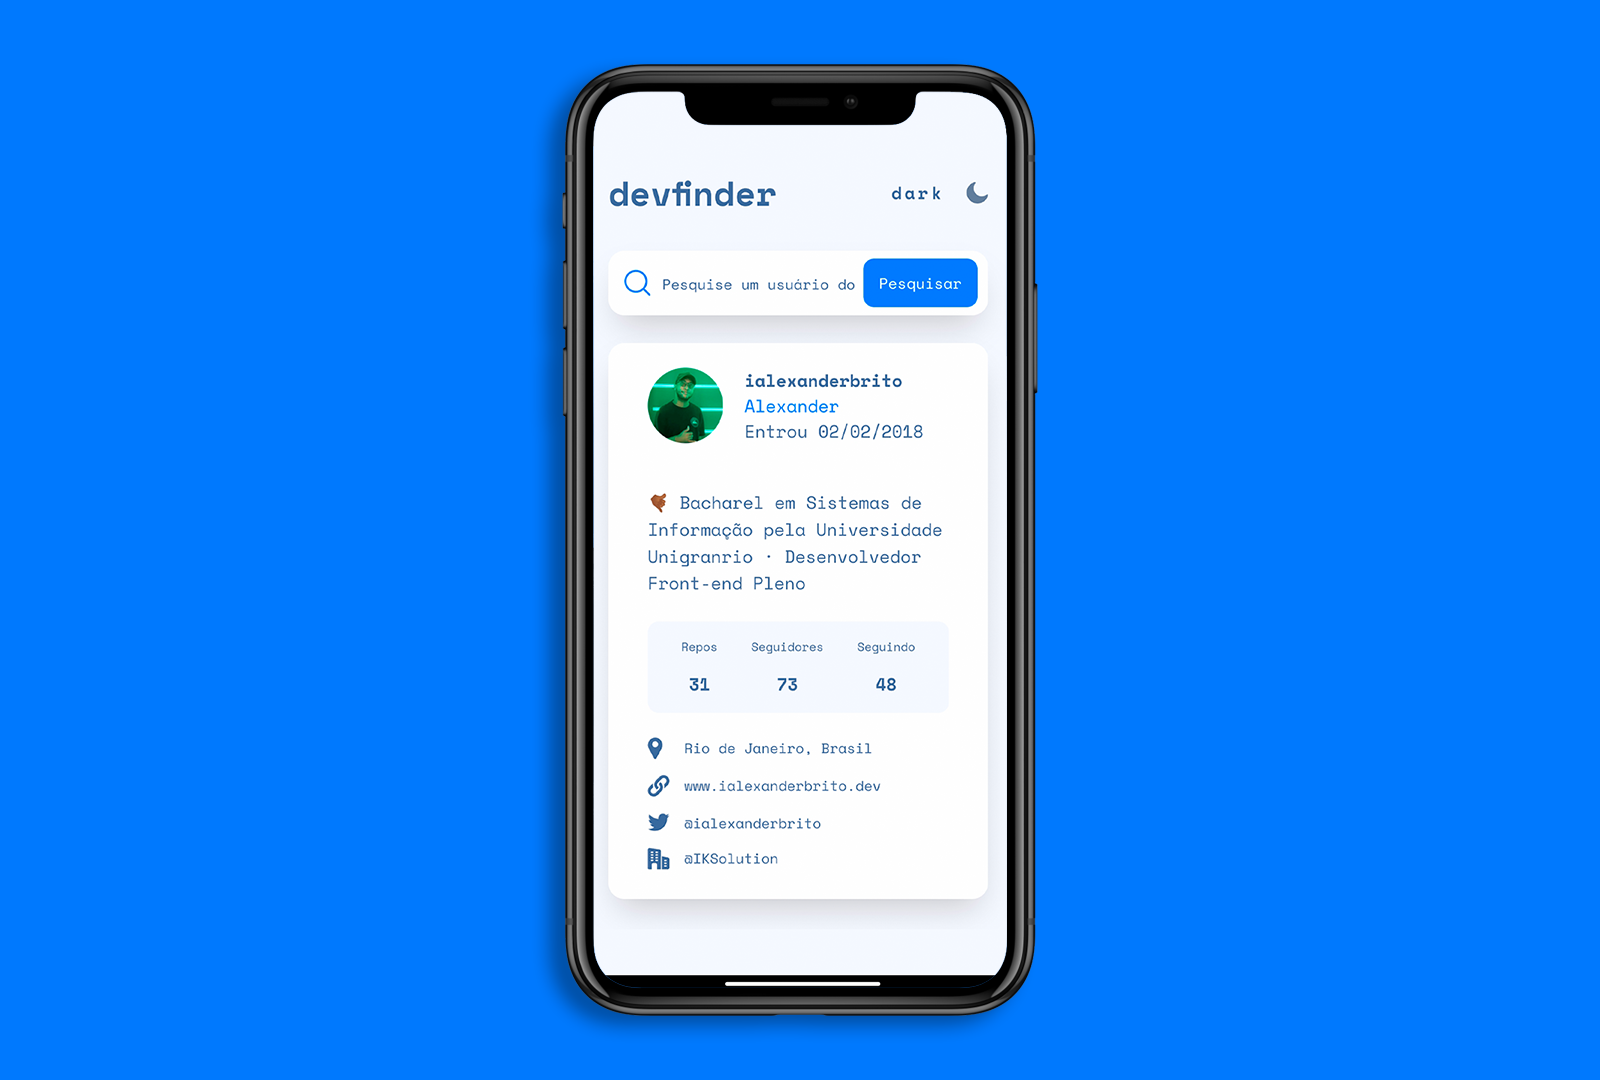 devfinder
dark
Pesquise um usuário do
Pesquisar
ialexanderbrito
Alexander
Entrou 02/02/2018
Bacharel em Sistemas de
Informação pela Universidade
Unigranrio · Desenvolvedor
Front-end Pleno
Repos Seguidores Seguindo
31 73 48
Rio de Janeiro, Brasil
www.ialexanderbrito.dev
@ialexanderbrito
@IKSolution